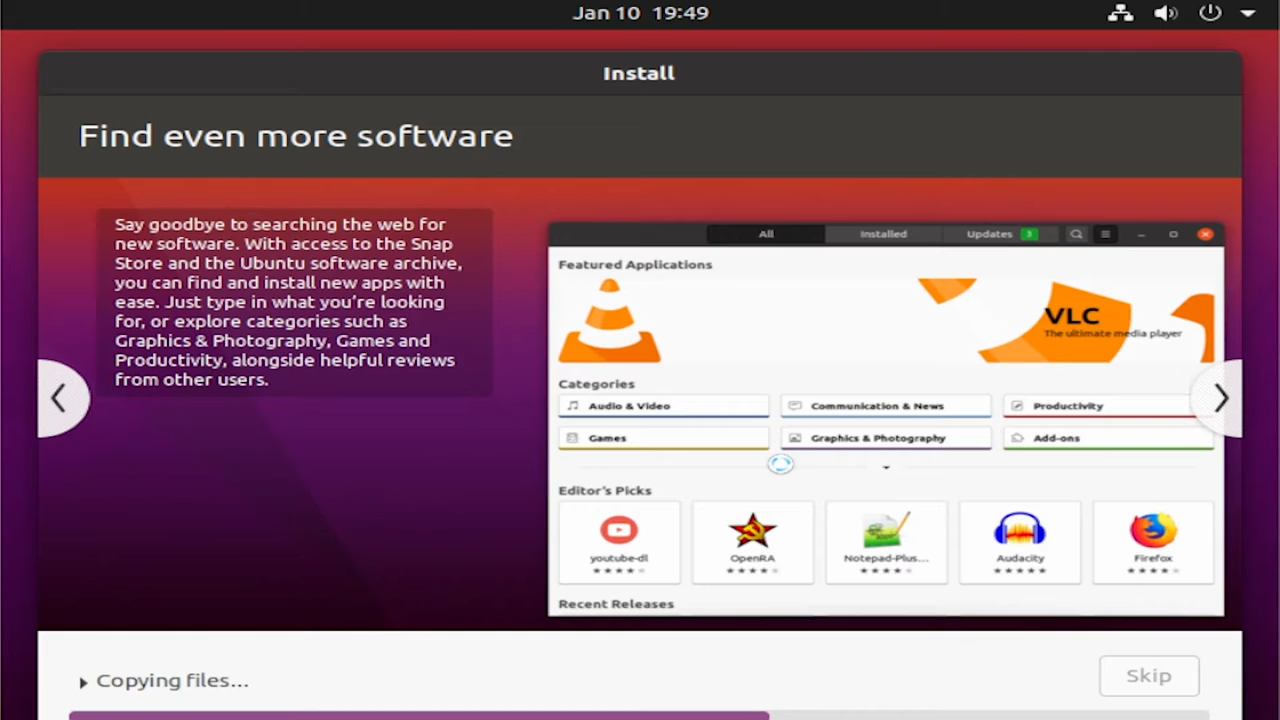 Jan 10 19:49
Install
Find even more software
Say goodbye to searching the web for
new software. With access to the Snap
Store and the Ubuntu software archive,
you can find and install new apps with
ease. Just type in what you're looking
for, or explore categories such as
Graphics & Photography, Games and
Productivity, alongside helpful reviews
from other users.
All Installed Updates 3
Featured Applications
VLC
The ultimate media player
Categories
Audio & Video Communication & News Productivity
Games Graphics & Photography Add-ons
Editor's Picks
youtube-dl OpenRA Notepad-Plus... Audacity Firefox
Recent Releases
Copying files...
Skip